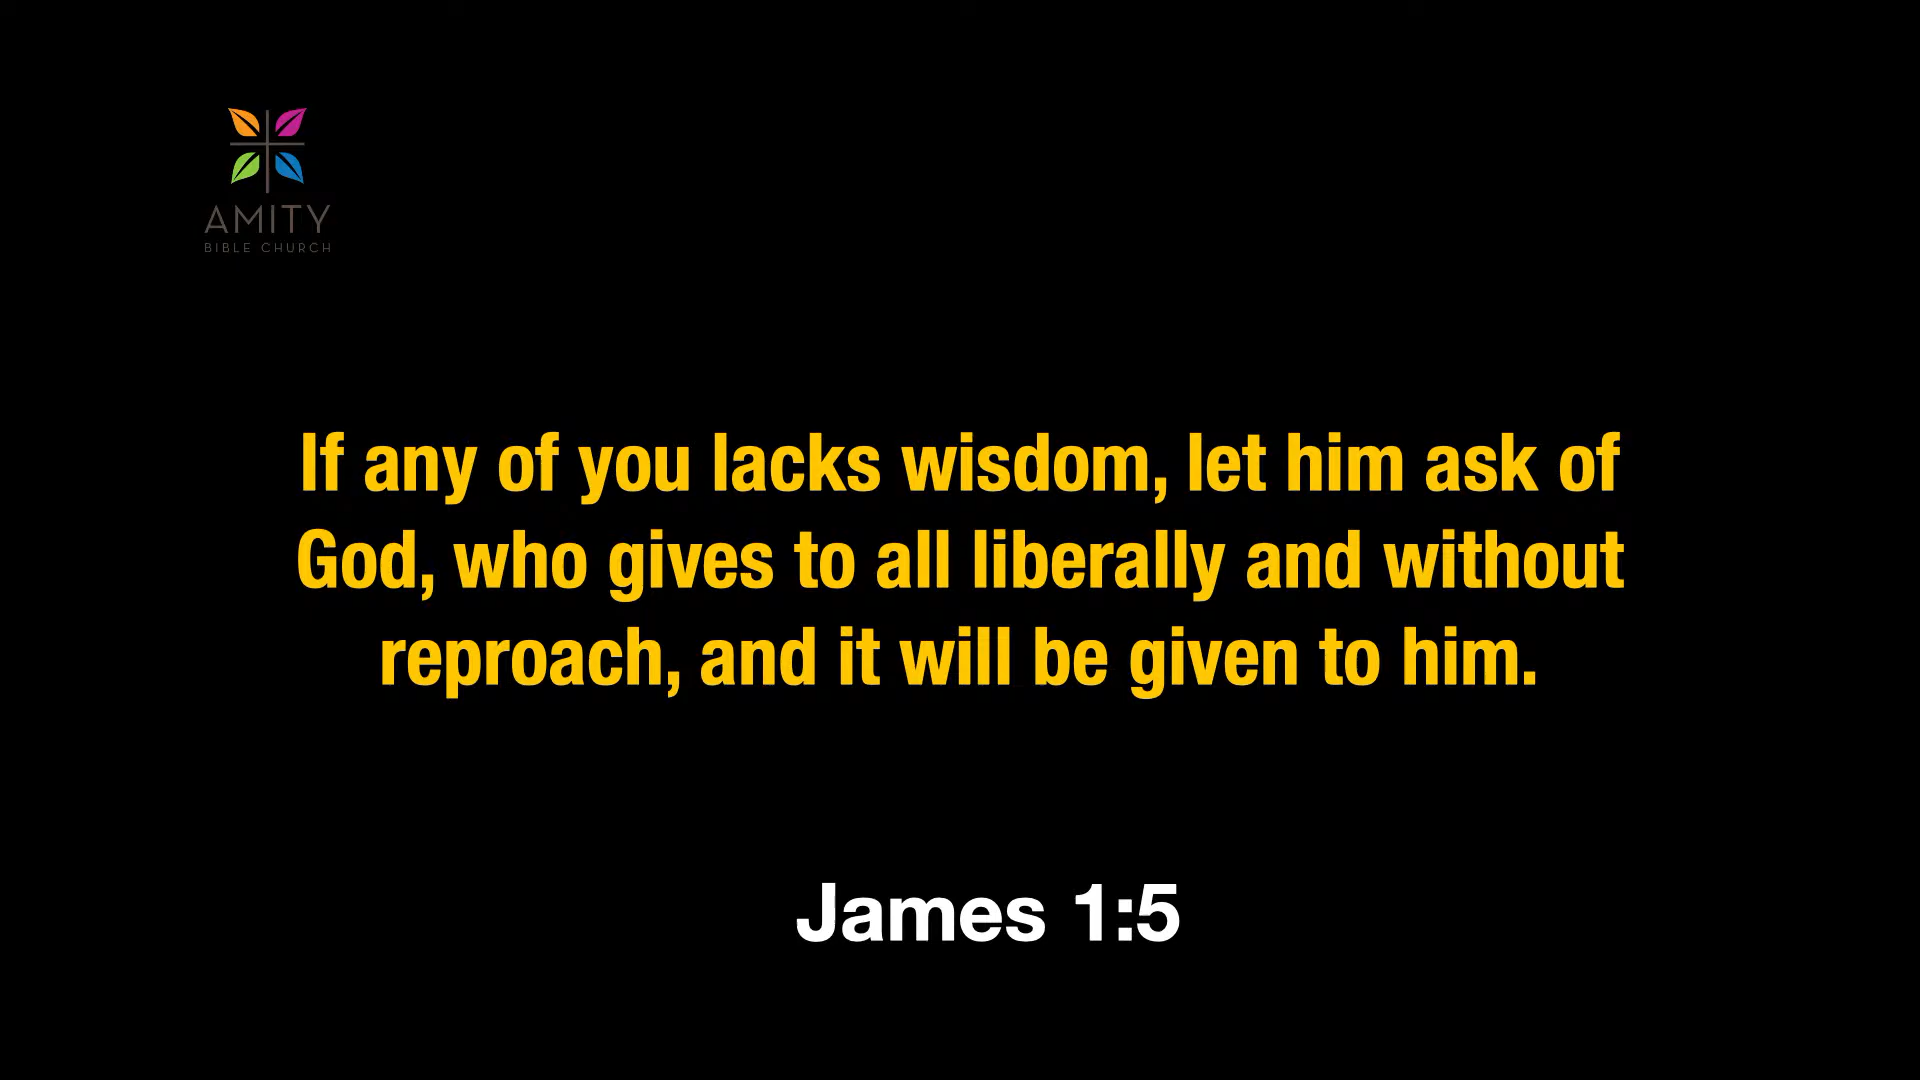 AMITY
BIBLE CHURCH
If any of you lacks wisdom, let him ask of
God, who gives to all liberally and without
reproach, and it will be given to him.
James 1:5